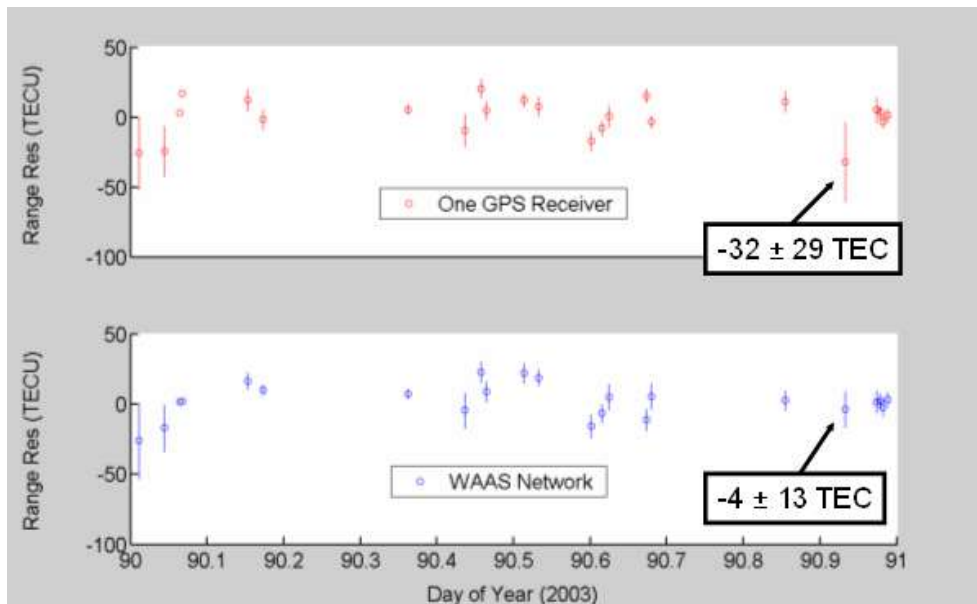 50
0
-50
-100
Range Res (TECU)
One GPS Receiver
-32 ± 29 TEC
50
0
-50
-100
Range Res (TECU)
WAAS Network
-4 ± 13 TEC
90 90.1 90.2 90.3 90.4 90.5 90.6 90.7 90.8 90.9 91
Day of Year (2003)